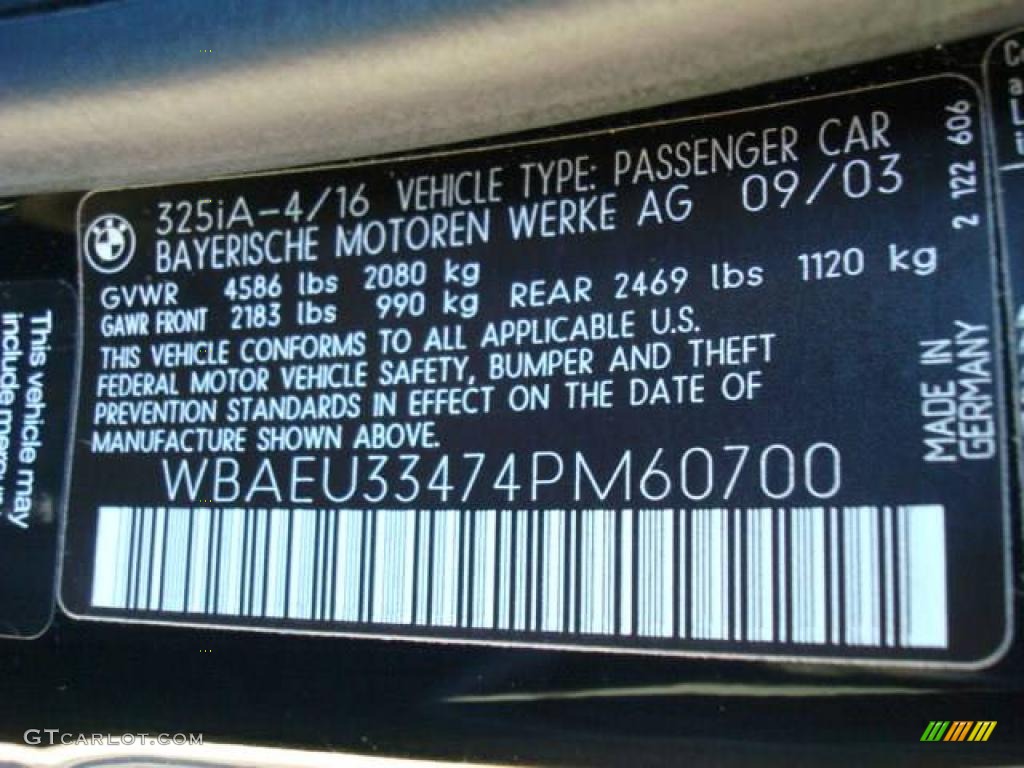 325iA-4/16 VEHICLE TYPE: PASSENGER CAR
BAYERISCHE MOTOREN WERKE AG 09/03
GVWR 4586 lbs 2080 kg
GAWR FRONT 2183 lbs 990 kg REAR 2469 lbs 1120 kg
THIS VEHICLE CONFORMS TO ALL APPLICABLE U.S.
FEDERAL MOTOR VEHICLE SAFETY, BUMPER AND THEFT
PREVENTION STANDARDS IN EFFECT ON THE DATE OF
MANUFACTURE SHOWN ABOVE.
WBAEU33474PM60700
2 122 606
MADE IN
GERMANY
This vehicle may
include
GTCARLOT.COM